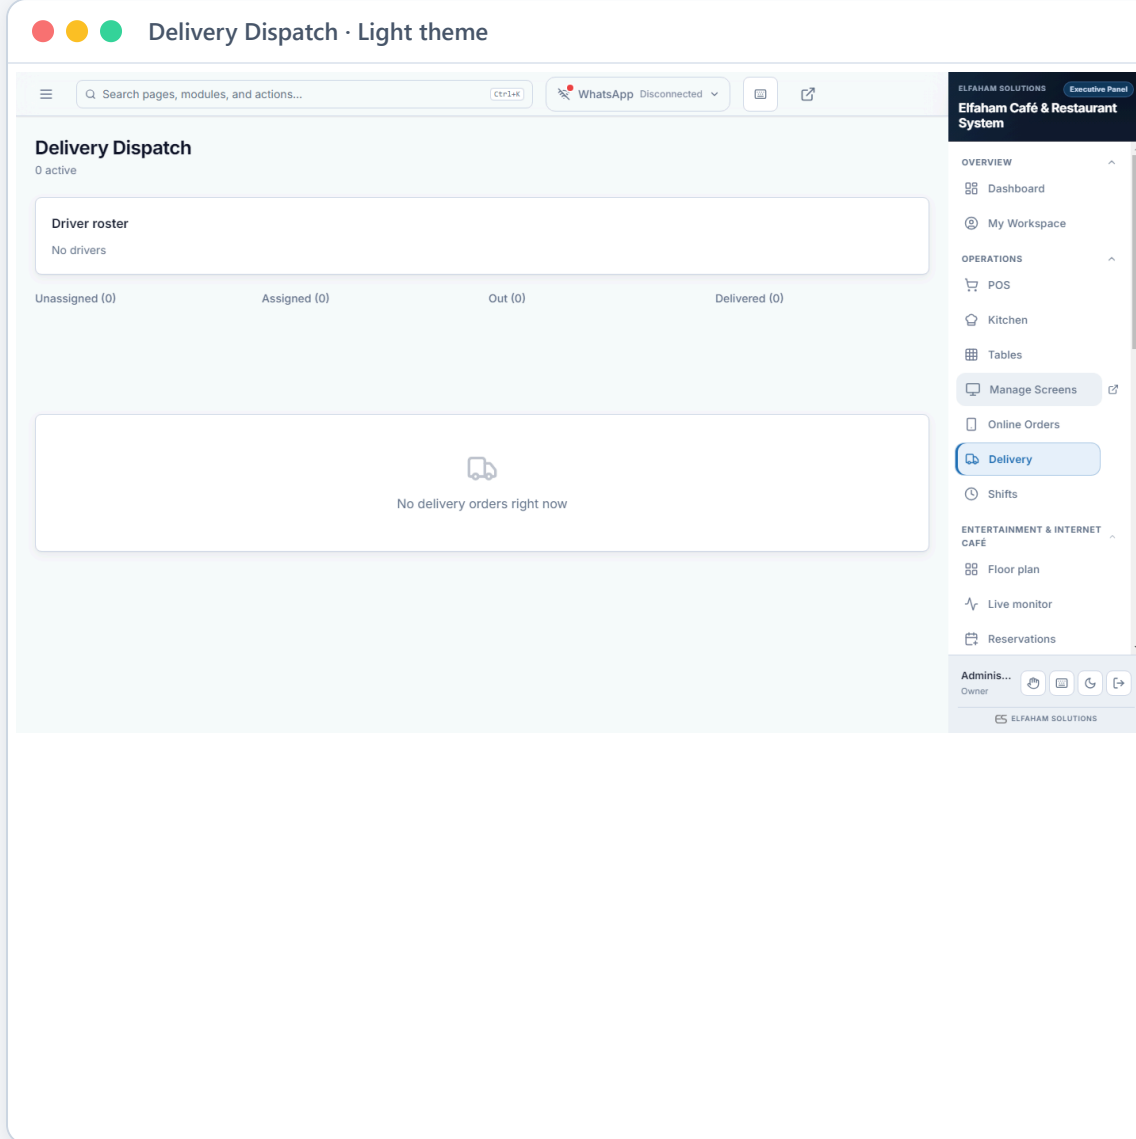 Delivery Dispatch · Light theme
Search pages, modules, and actions...
Ctrl+K
WhatsApp Disconnected
Delivery Dispatch
0 active
Driver roster
No drivers
Unassigned (0)
Assigned (0)
Out (0)
Delivered (0)
No delivery orders right now
ELFAHAM SOLUTIONS
Executive Panel
Elfaham Café & Restaurant
System
OVERVIEW
Dashboard
My Workspace
OPERATIONS
POS
Kitchen
Tables
Manage Screens
Online Orders
Delivery
Shifts
ENTERTAINMENT & INTERNET
CAFÉ
Floor plan
Live monitor
Reservations
Adminis...
Owner
ES ELFAHAM SOLUTIONS